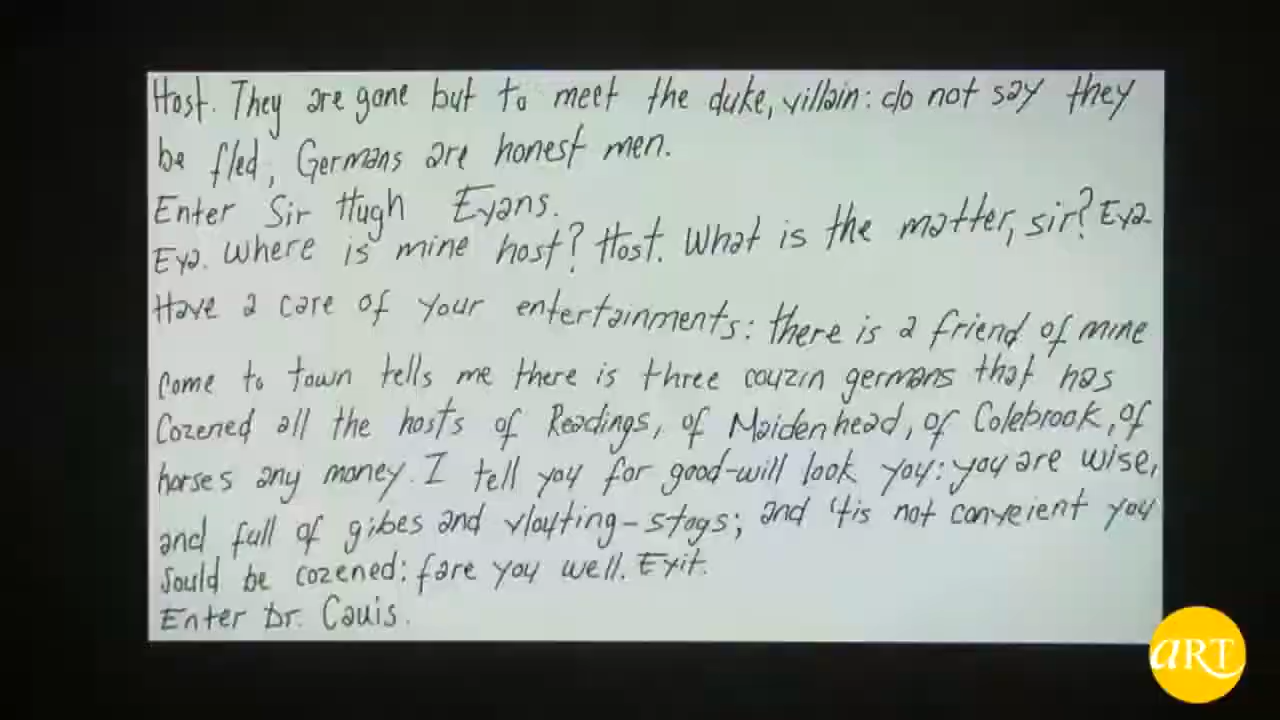 Host. They are gone but to meet the duke, villain: do not say they
be fled; Germans are honest men.
Enter Sir Hugh Evans.
Eva. Where is mine host? Host. What is the matter, sir? Eva.
Have a care of your entertainments: there is a friend of mine
come to town tells me there is three couzin germans that has
Cozened all the hosts of Readings, of Maidenhead, of Colebrook, of
horses any money. I tell you for good-will look you: you are wise,
and full of gibes and vlouting-stogs; and 'tis not conveient you
sould be cozened: fare you well. Exit.
Enter Dr. Cauis.
aRT